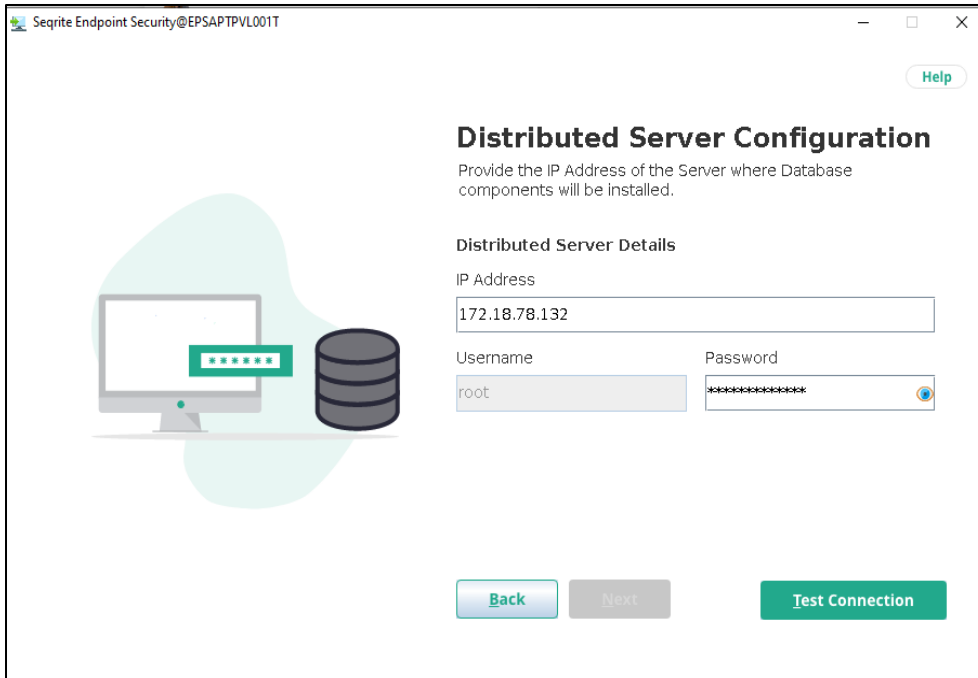 Seqrite Endpoint Security@EPSAPTPVL001T
Help
Distributed Server Configuration
Provide the IP Address of the Server where Database
components will be installed.
Distributed Server Details
IP Address
172.18.78.132
Username Password
root *************
******
Back Next Test Connection